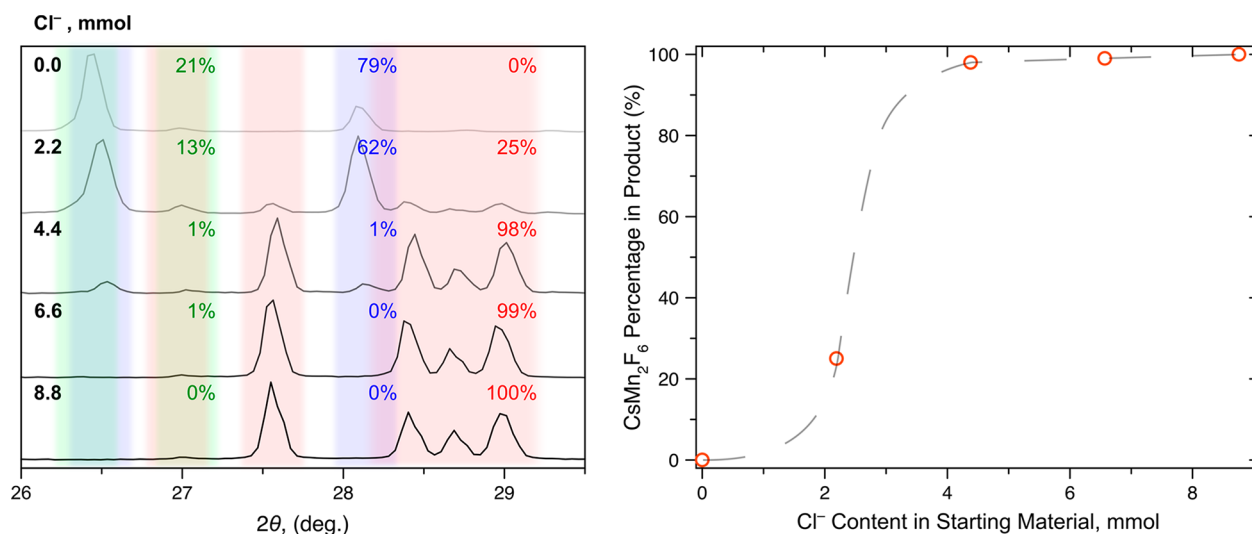 Cl⁻ , mmol
0.0 21% 79% 0%
2.2 13% 62% 25%
4.4 1% 1% 98%
6.6 1% 0% 99%
8.8 0% 0% 100%
26 27 28 29
2θ, (deg.)
CsMn₂F₆ Percentage in Product (%)
100
80
60
40
20
0
0 2 4 6 8
Cl⁻ Content in Starting Material, mmol